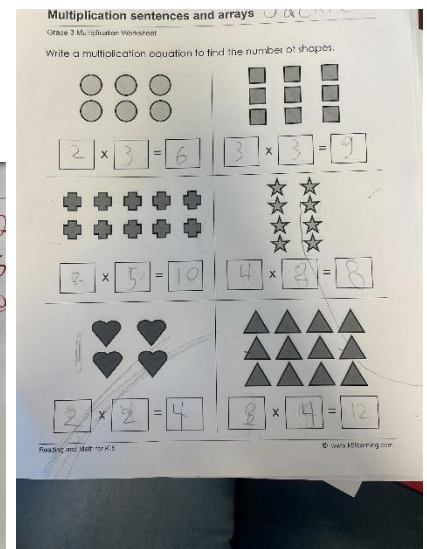 Multiplication sentences and arrays
Grade 3 Multiplication Worksheet
Write a multiplication equation to find the number of shapes.
2 x 3 = 6
3 x 3 = 9
2 x 5 = 10
4 x 2 = 8
2 x 2 = 4
3 x 4 = 12
Reading and Math for K-5
© www.k5learning.com